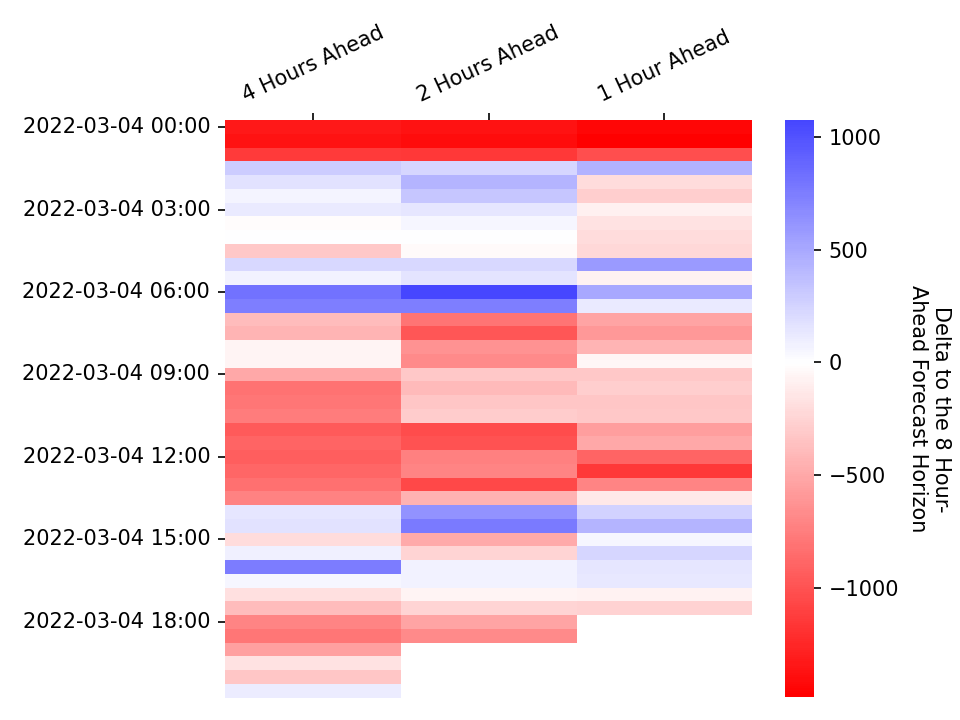 4 Hours Ahead
2 Hours Ahead
1 Hour Ahead
2022-03-04 00:00
2022-03-04 03:00
2022-03-04 06:00
2022-03-04 09:00
2022-03-04 12:00
2022-03-04 15:00
2022-03-04 18:00
1000
500
0
−500
−1000
Delta to the 8 Hour-
Ahead Forecast Horizon